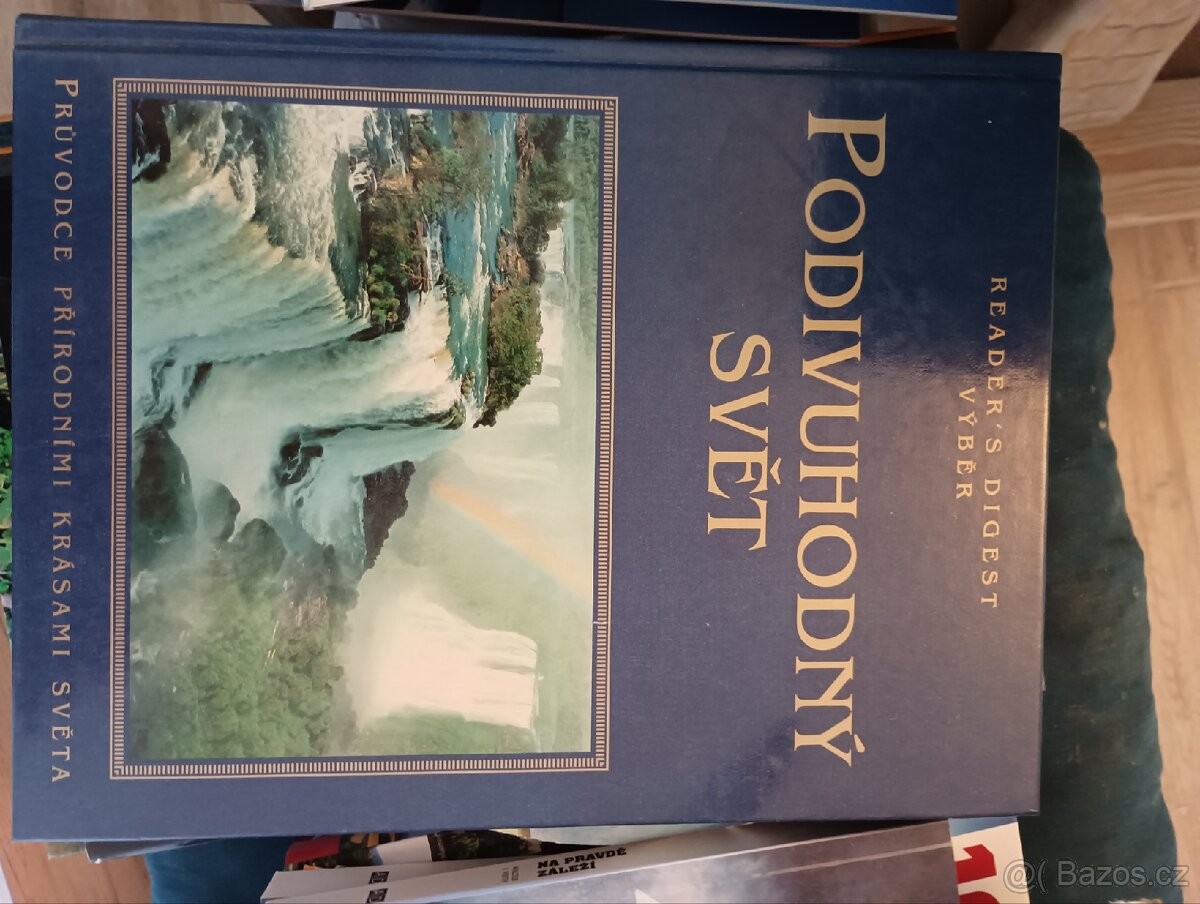 READER'S DIGEST
VÝBĚR
PODIVUHODNÝ
SVĚT
PRŮVODCE PŘÍRODNÍMI KRÁSAMI SVĚTA
NA PRAVDĚ
ZÁLEŽÍ
@( Bazos.cz